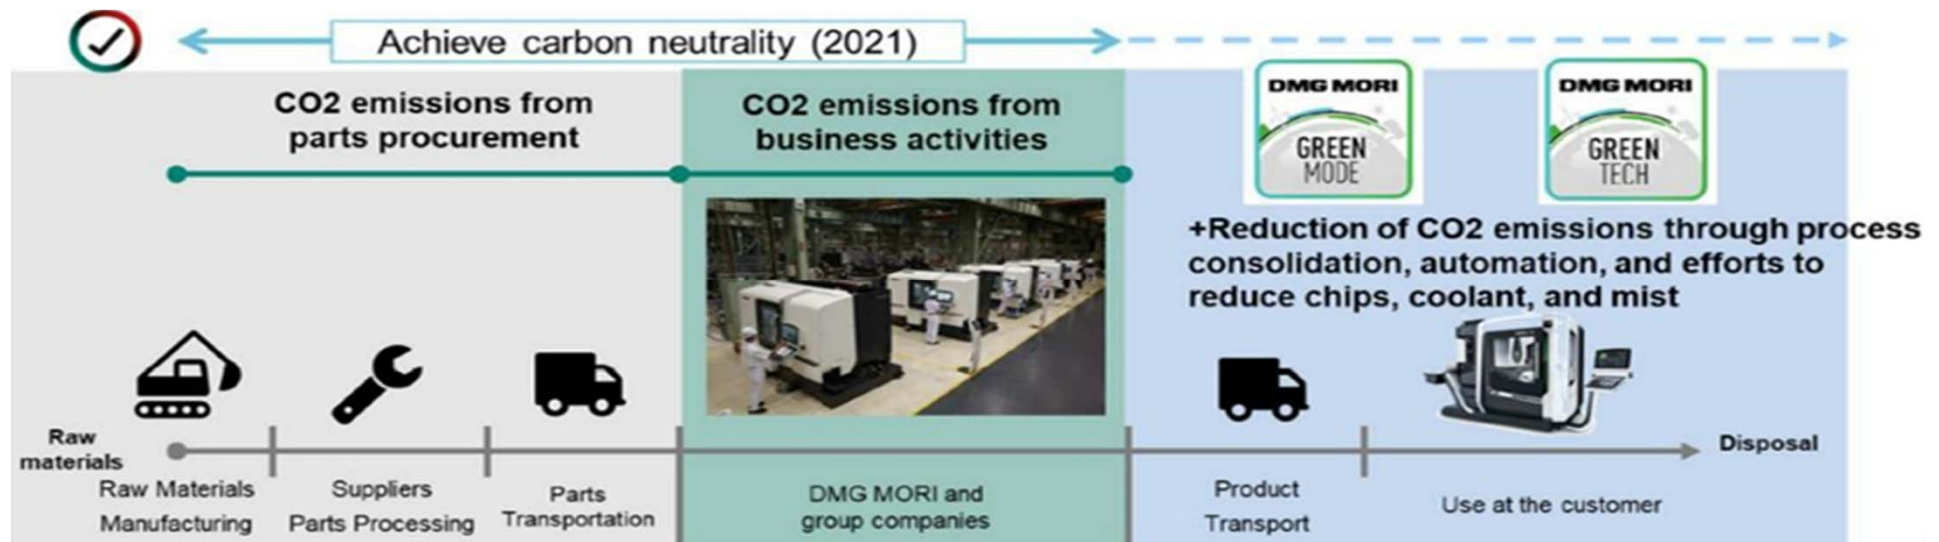 Achieve carbon neutrality (2021)
CO2 emissions from
parts procurement
CO2 emissions from
business activities
DMG MORI
GREEN
MODE
DMG MORI
GREEN
TECH
+Reduction of CO2 emissions through process
consolidation, automation, and efforts to
reduce chips, coolant, and mist
Raw
materials
Disposal
Raw Materials
Manufacturing
Suppliers
Parts Processing
Parts
Transportation
DMG MORI and
group companies
Product
Transport
Use at the customer